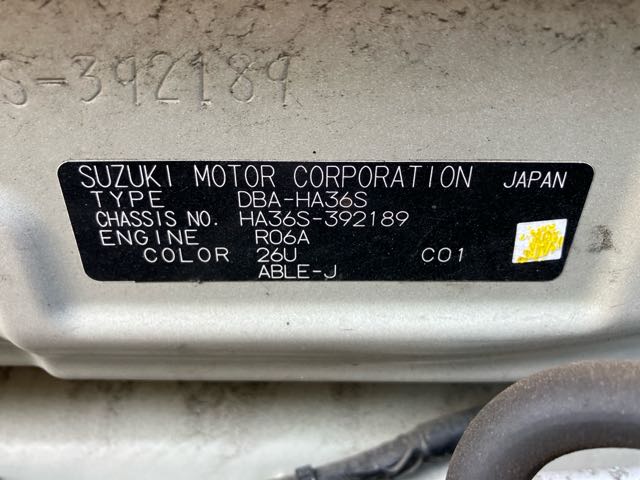 S-392189
SUZUKI MOTOR CORPORATION JAPAN
TYPE DBA-HA36S
CHASSIS NO. HA36S-392189
ENGINE R06A
COLOR 26U C01
ABLE-J